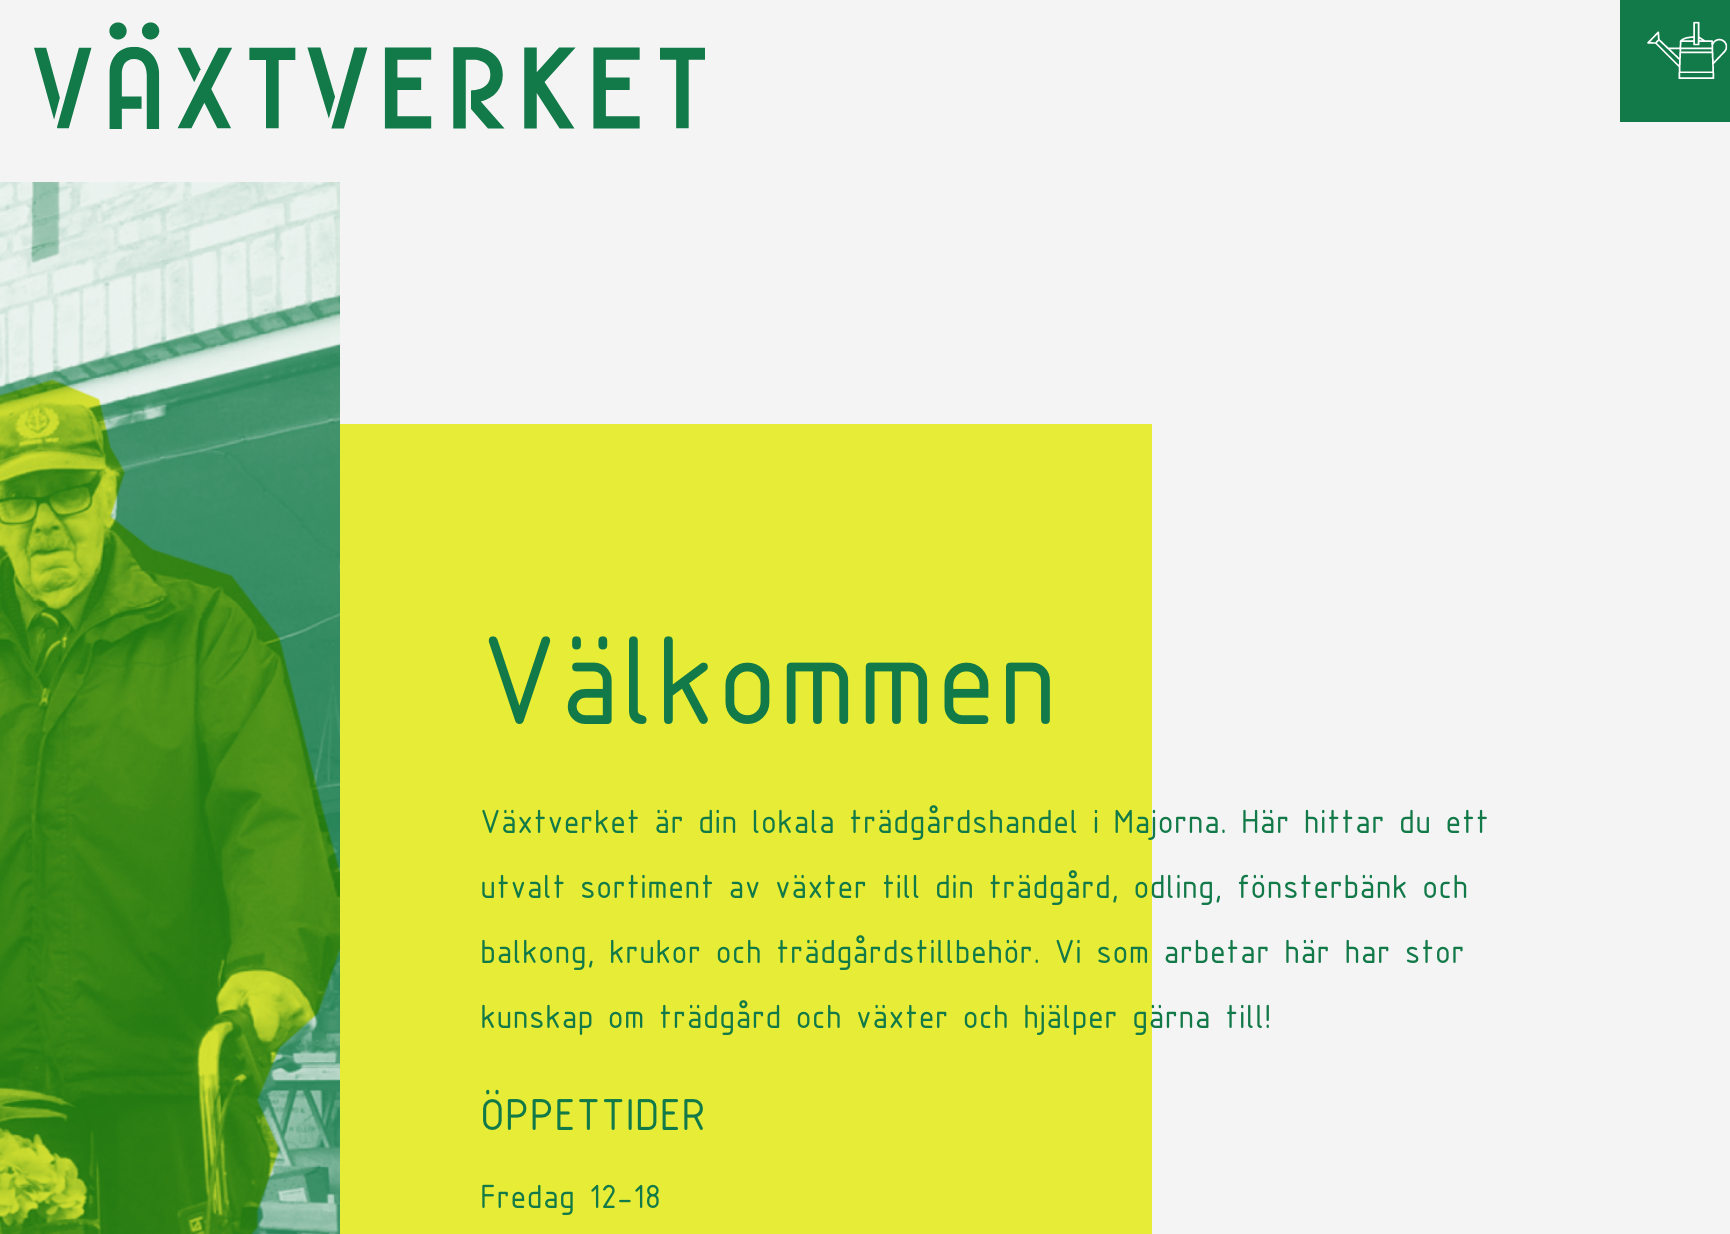 VÄXTVERKET
Välkommen
Växtverket är din lokala trädgårdshandel i Majorna. Här hittar du ett
utvalt sortiment av växter till din trädgård, odling, fönsterbänk och
balkong, krukor och trädgårdstillbehör. Vi som arbetar här har stor
kunskap om trädgård och växter och hjälper gärna till!
ÖPPETTIDER
Fredag 12-18